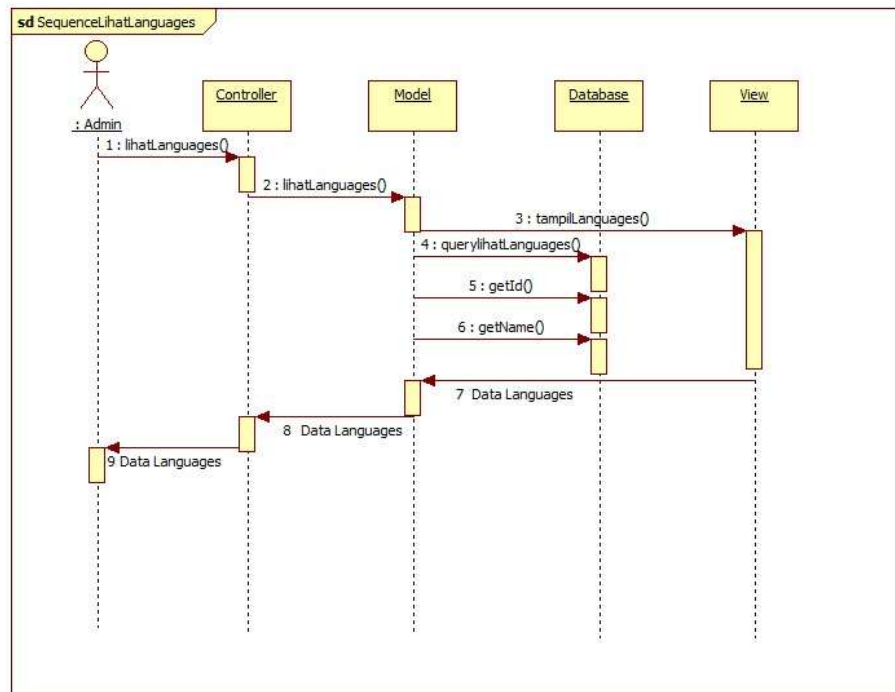 sd SequenceLihatLanguages
: Admin
Controller
Model
Database
View
1 : lihatLanguages()
2 : lihatLanguages()
3 : tampilLanguages()
4 : querylihatLanguages()
5 : getId()
6 : getName()
7 Data Languages
8 Data Languages
9 Data Languages